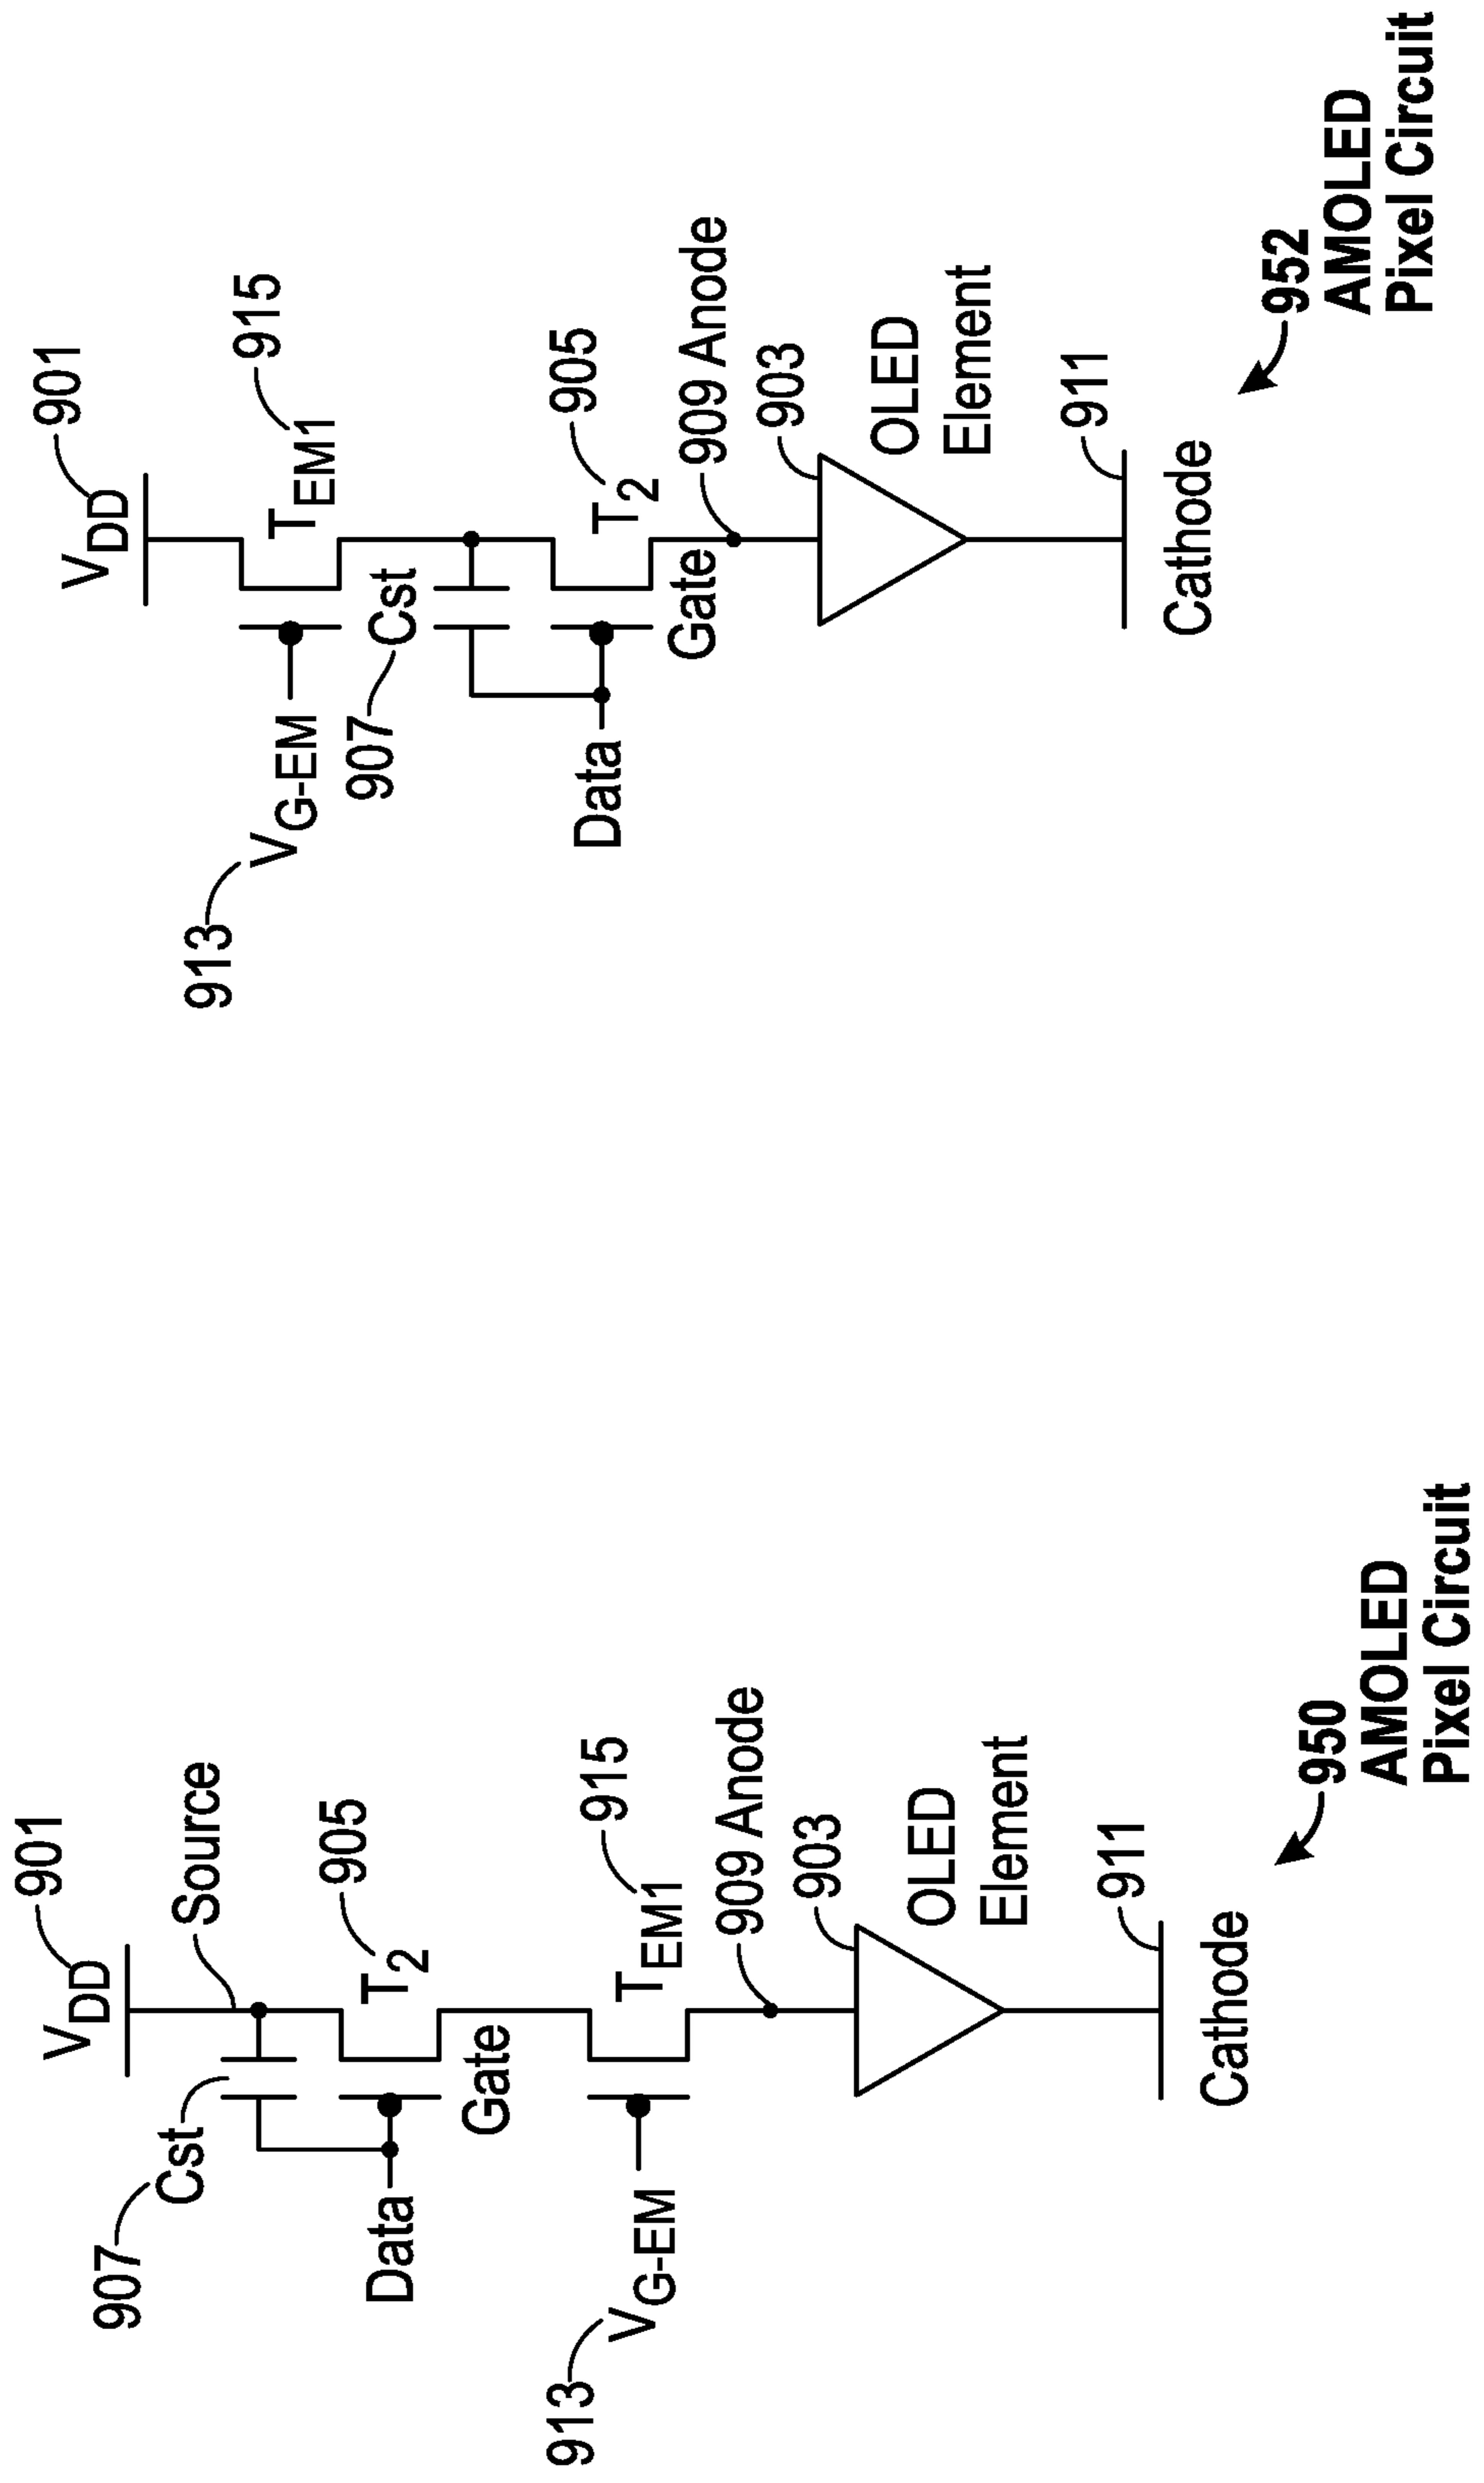 901
VDD
Source
Cst
907
T2
905
Gate
Data
TEM1
915
VG-EM
913
909 Anode
903
OLED
Element
911
Cathode
950
AMOLED
Pixel Circuit
901
VDD
915
TEM1
VG-EM
913
Cst
907
905
T2
Gate
Data
909 Anode
903
OLED
Element
911
Cathode
952
AMOLED
Pixel Circuit